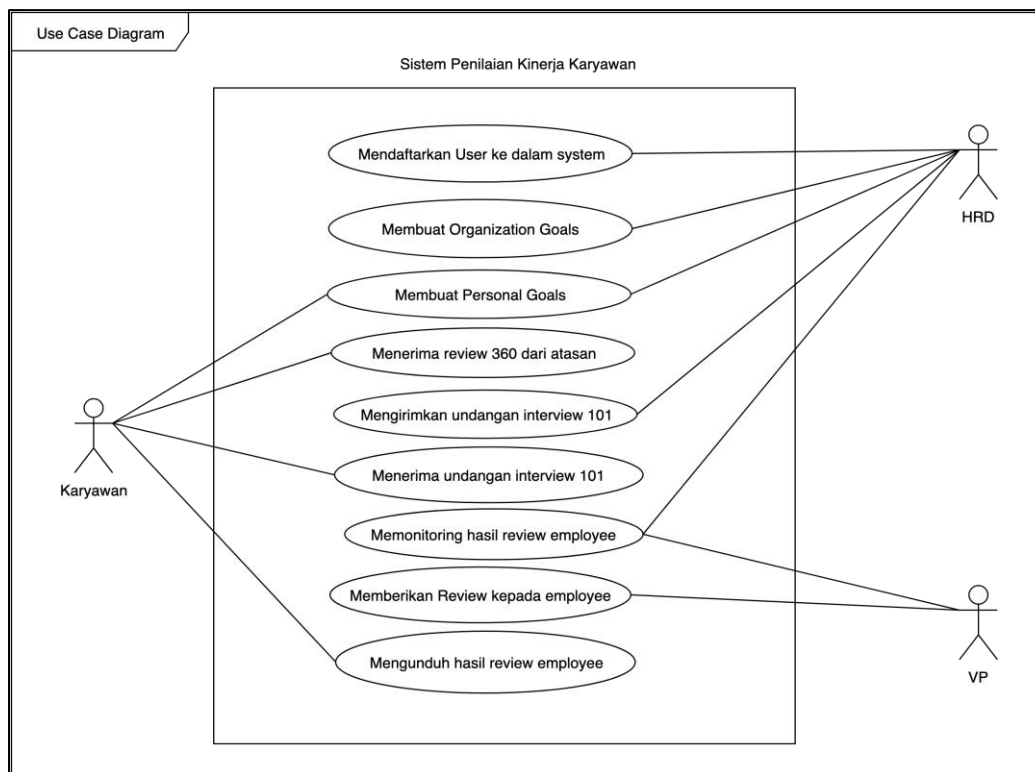 Use Case Diagram
Sistem Penilaian Kinerja Karyawan
Mendaftarkan User ke dalam system
Membuat Organization Goals
HRD
Membuat Personal Goals
Menerima review 360 dari atasan
Mengirimkan undangan interview 101
Menerima undangan interview 101
Karyawan
Memonitoring hasil review employee
Memberikan Review kepada employee
Mengunduh hasil review employee
VP